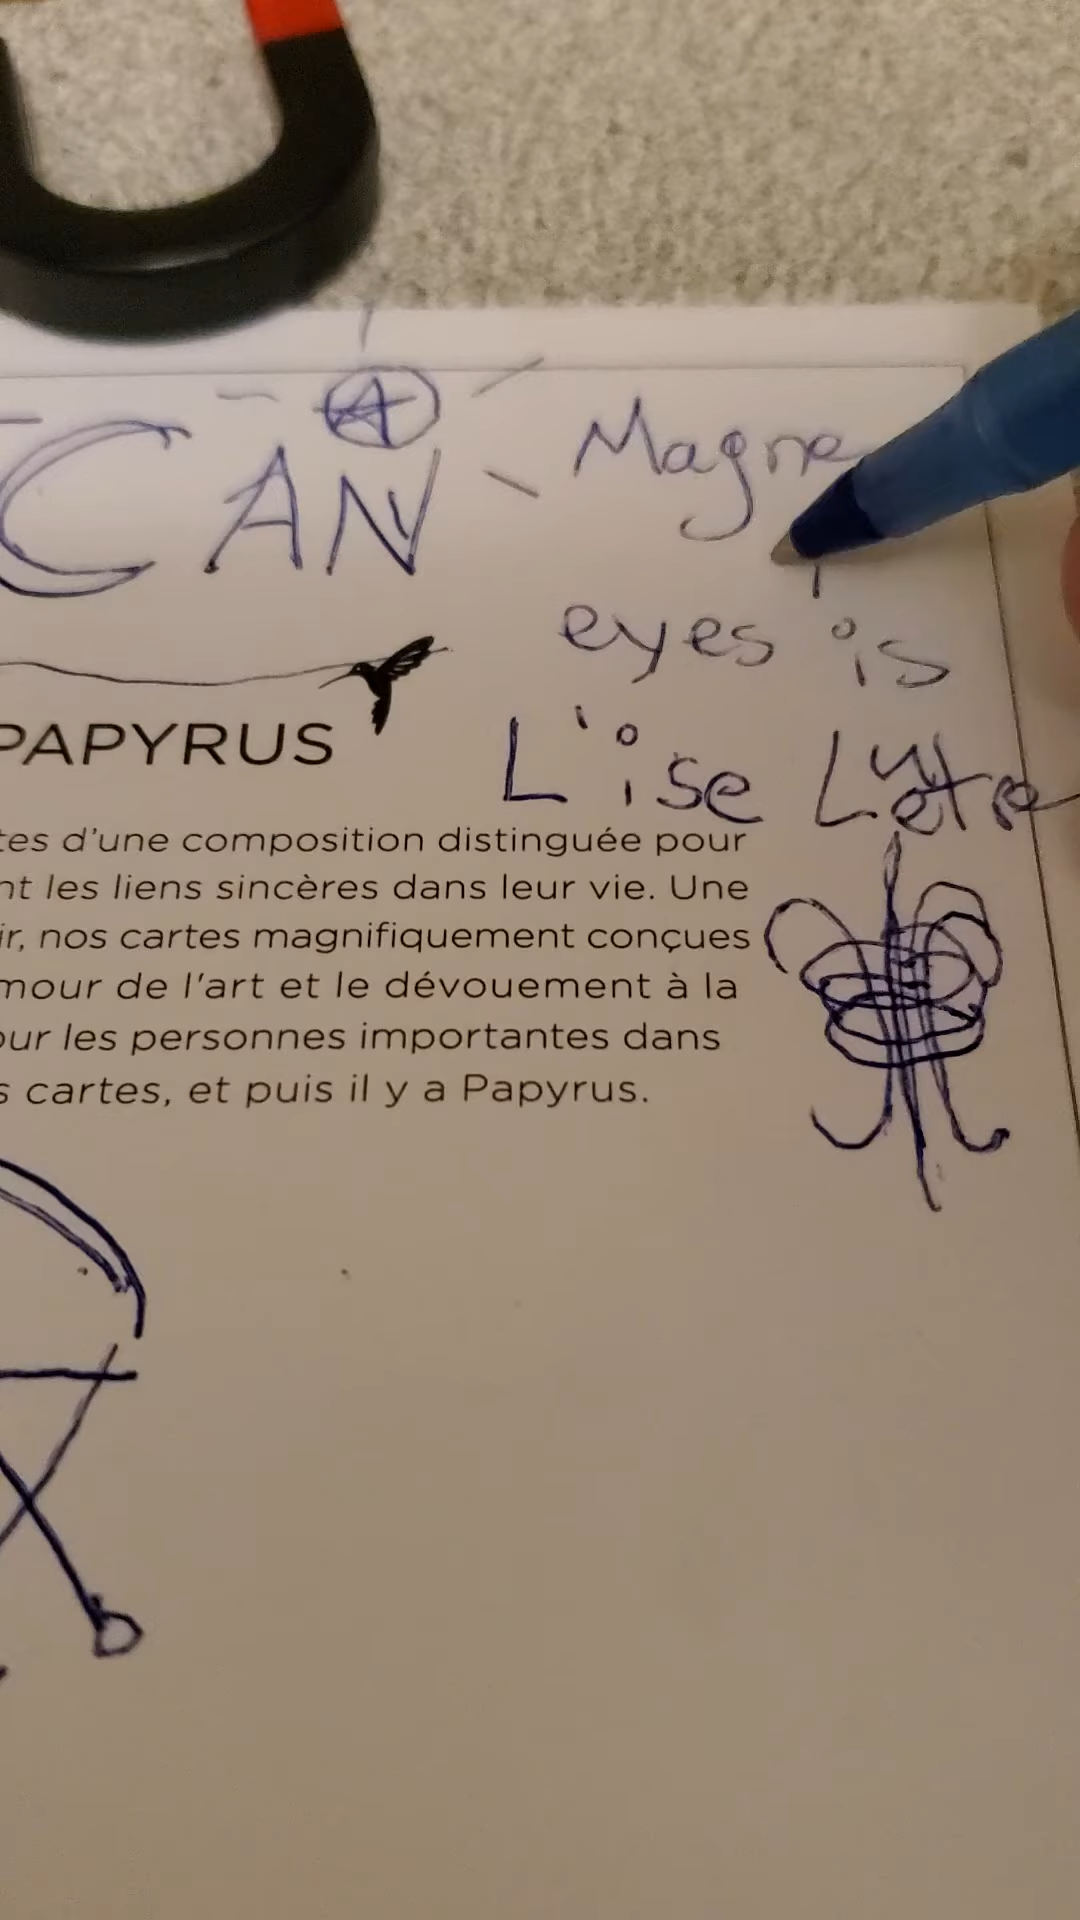 CAN
Magne
eyes is
L'ise
PAPYRUS
tes d'une composition distinguée pour
nt les liens sincères dans leur vie. Une
ir, nos cartes magnifiquement conçues
mour de l'art et le dévouement à la
our les personnes importantes dans
s cartes, et puis il y a Papyrus.